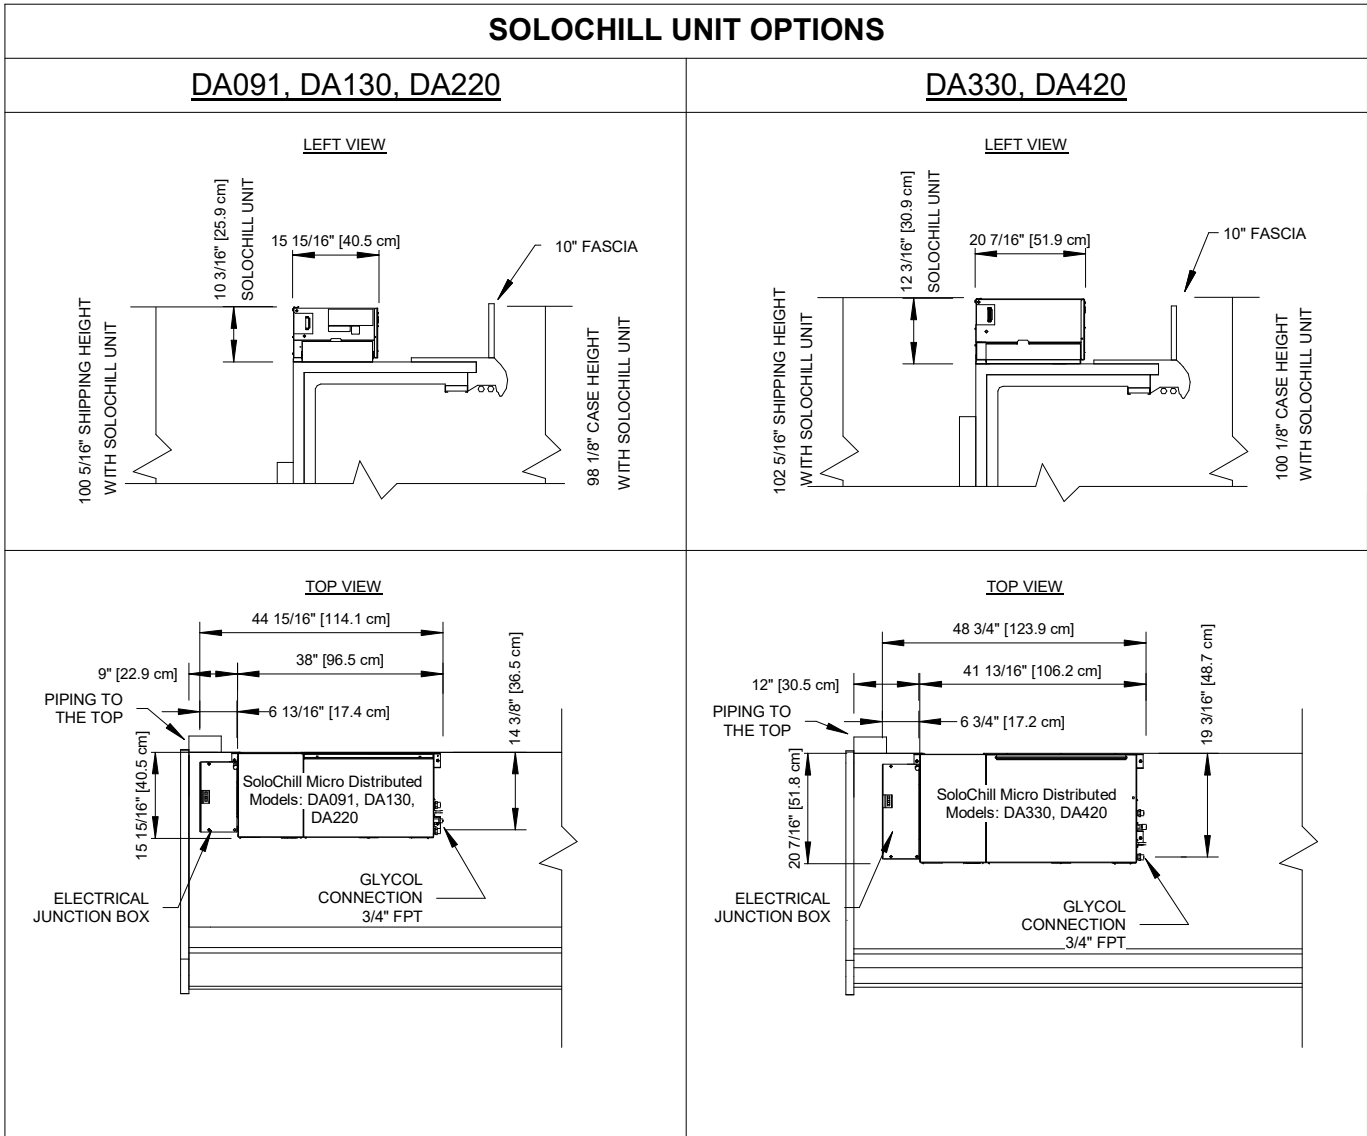 SOLOCHILL UNIT OPTIONS
DA091, DA130, DA220
DA330, DA420
LEFT VIEW
10 3/16" [25.9 cm]
SOLOCHILL UNIT
15 15/16" [40.5 cm]
10" FASCIA
100 5/16" SHIPPING HEIGHT
WITH SOLOCHILL UNIT
98 1/8" CASE HEIGHT
WITH SOLOCHILL UNIT
LEFT VIEW
12 3/16" [30.9 cm]
SOLOCHILL UNIT
20 7/16" [51.9 cm]
10" FASCIA
102 5/16" SHIPPING HEIGHT
WITH SOLOCHILL UNIT
100 1/8" CASE HEIGHT
WITH SOLOCHILL UNIT
TOP VIEW
44 15/16" [114.1 cm]
38" [96.5 cm]
9" [22.9 cm]
6 13/16" [17.4 cm]
14 3/8" [36.5 cm]
PIPING TO
THE TOP
15 15/16" [40.5 cm]
SoloChill Micro Distributed
Models: DA091, DA130,
DA220
ELECTRICAL
JUNCTION BOX
GLYCOL
CONNECTION
3/4" FPT
TOP VIEW
48 3/4" [123.9 cm]
41 13/16" [106.2 cm]
12" [30.5 cm]
6 3/4" [17.2 cm]
19 3/16" [48.7 cm]
PIPING TO
THE TOP
20 7/16" [51.8 cm]
SoloChill Micro Distributed
Models: DA330, DA420
ELECTRICAL
JUNCTION BOX
GLYCOL
CONNECTION
3/4" FPT